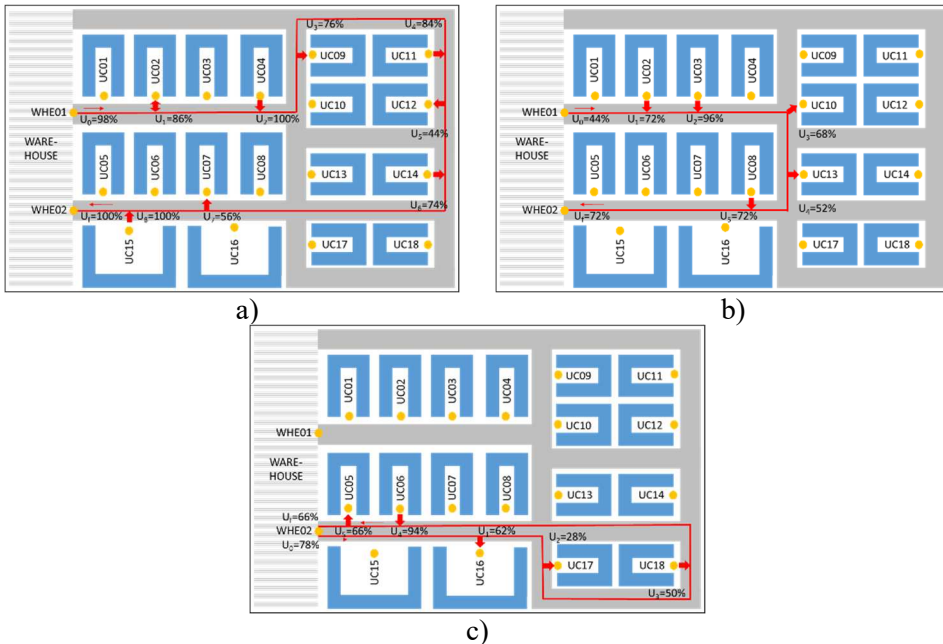 U₃=76%
U₄=84%
UC01
UC02
UC03
UC04
UC09
UC11
UC10
UC12
WHE01
U₀=98%
U₁=86%
U₂=100%
U₅=44%
WARE-
HOUSE
UC05
UC06
UC07
UC08
UC13
UC14
WHE02
U₆=74%
Uf=100%
U₈=100%
U₇=56%
UC15
UC16
UC17
UC18
a)
UC01
UC02
UC03
UC04
UC09
UC11
UC10
UC12
WHE01
U₀=44%
U₁=72%
U₂=96%
U₃=68%
WARE-
HOUSE
UC05
UC06
UC07
UC08
UC13
UC14
WHE02
U₄=52%
Uf=72%
U₅=72%
UC15
UC16
UC17
UC18
b)
UC01
UC02
UC03
UC04
UC09
UC11
UC10
UC12
WHE01
WARE-
HOUSE
UC05
UC06
UC07
UC08
UC13
UC14
Uf=66%
WHE02
U₅=66%
U₄=94%
U₁=62%
U₂=28%
U₀=78%
UC15
UC16
UC17
UC18
U₃=50%
c)